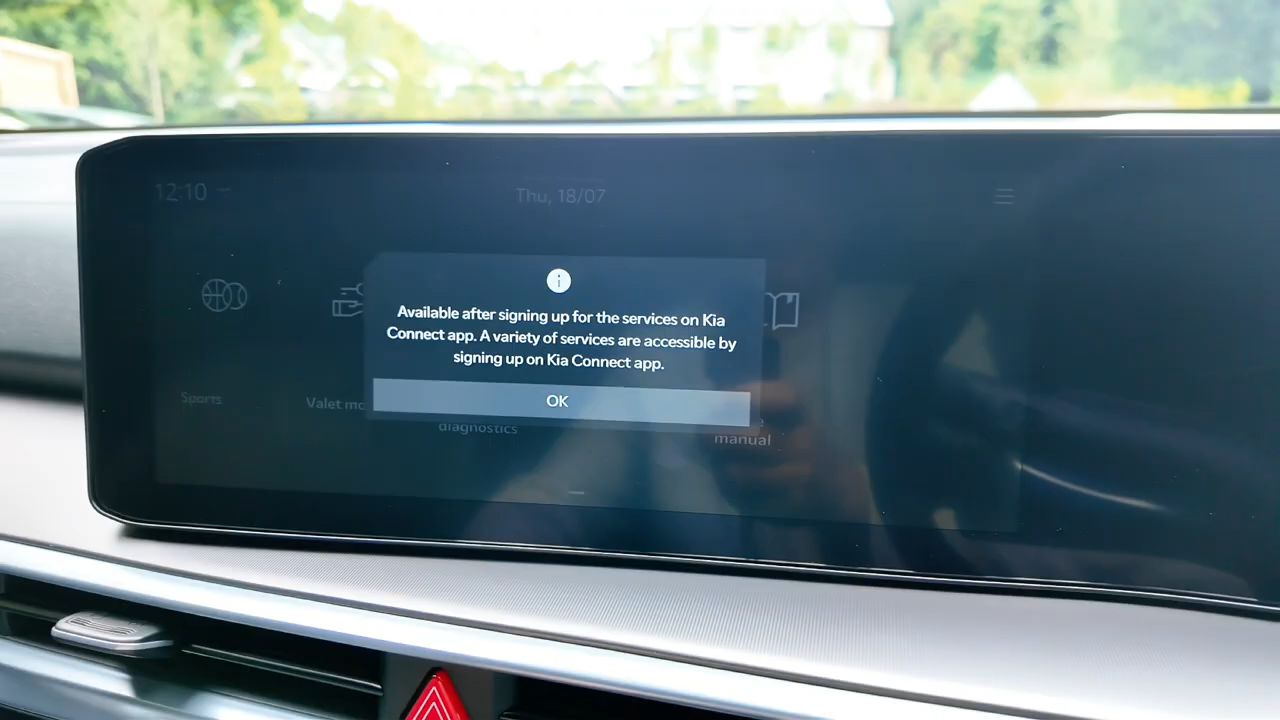 12:10
Thu, 18/07
Available after signing up for the services on Kia
Connect app. A variety of services are accessible by
signing up on Kia Connect app.
OK
Sports
Valet
diagnostics
manual